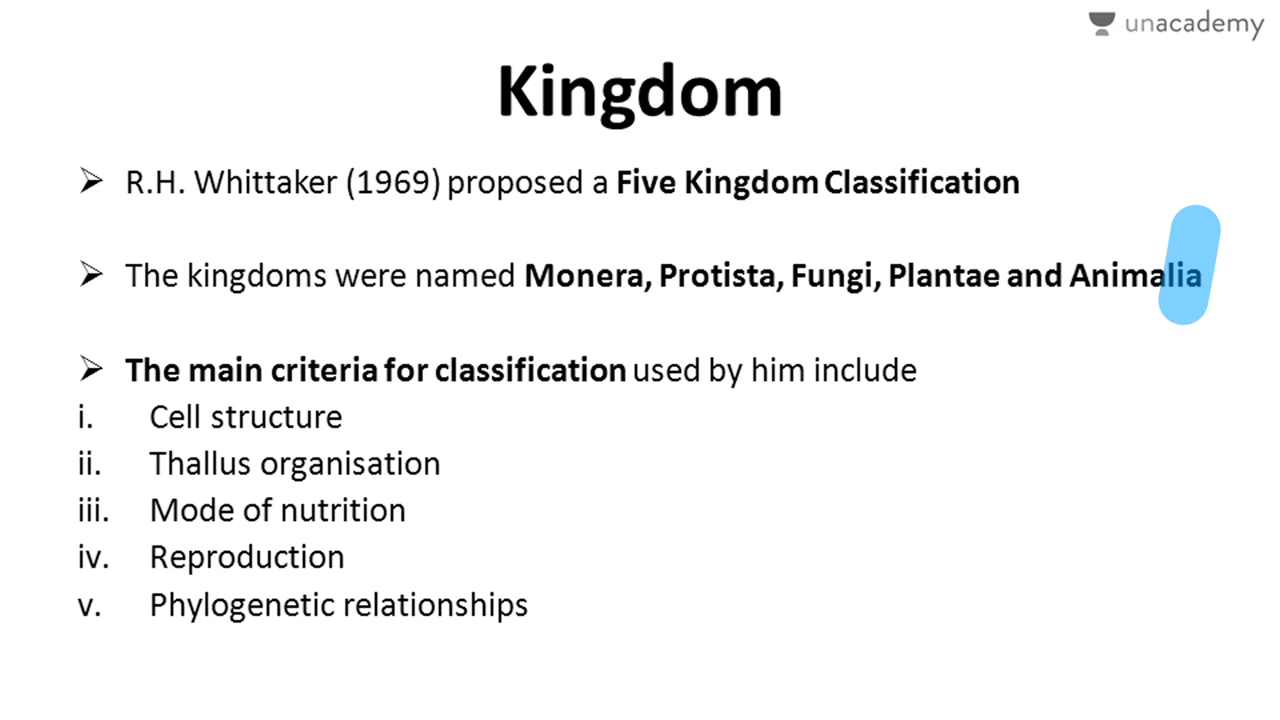 unacademy
Kingdom
➢ R.H. Whittaker (1969) proposed a Five Kingdom Classification
➢ The kingdoms were named Monera, Protista, Fungi, Plantae and Animalia
➢ The main criteria for classification used by him include
i. Cell structure
ii. Thallus organisation
iii. Mode of nutrition
iv. Reproduction
v. Phylogenetic relationships